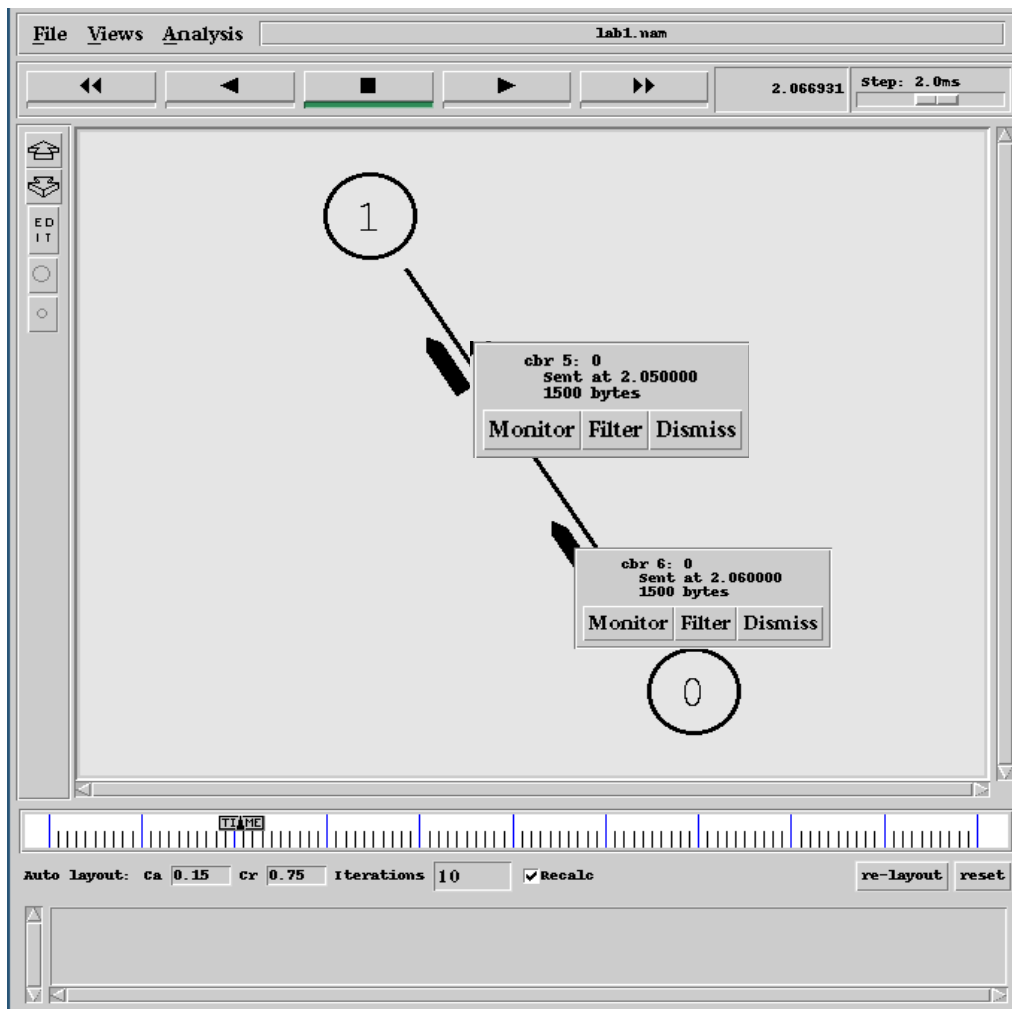 File Views Analysis lab1.nam
2.066931 Step: 2.0ms
ED
IT
1
cbr 5: 0
Sent at 2.050000
1500 bytes
Monitor Filter Dismiss
cbr 6: 0
Sent at 2.060000
1500 bytes
Monitor Filter Dismiss
0
TIME
Auto layout: Ca 0.15 Cr 0.75 Iterations 10 Recalc re-layout reset